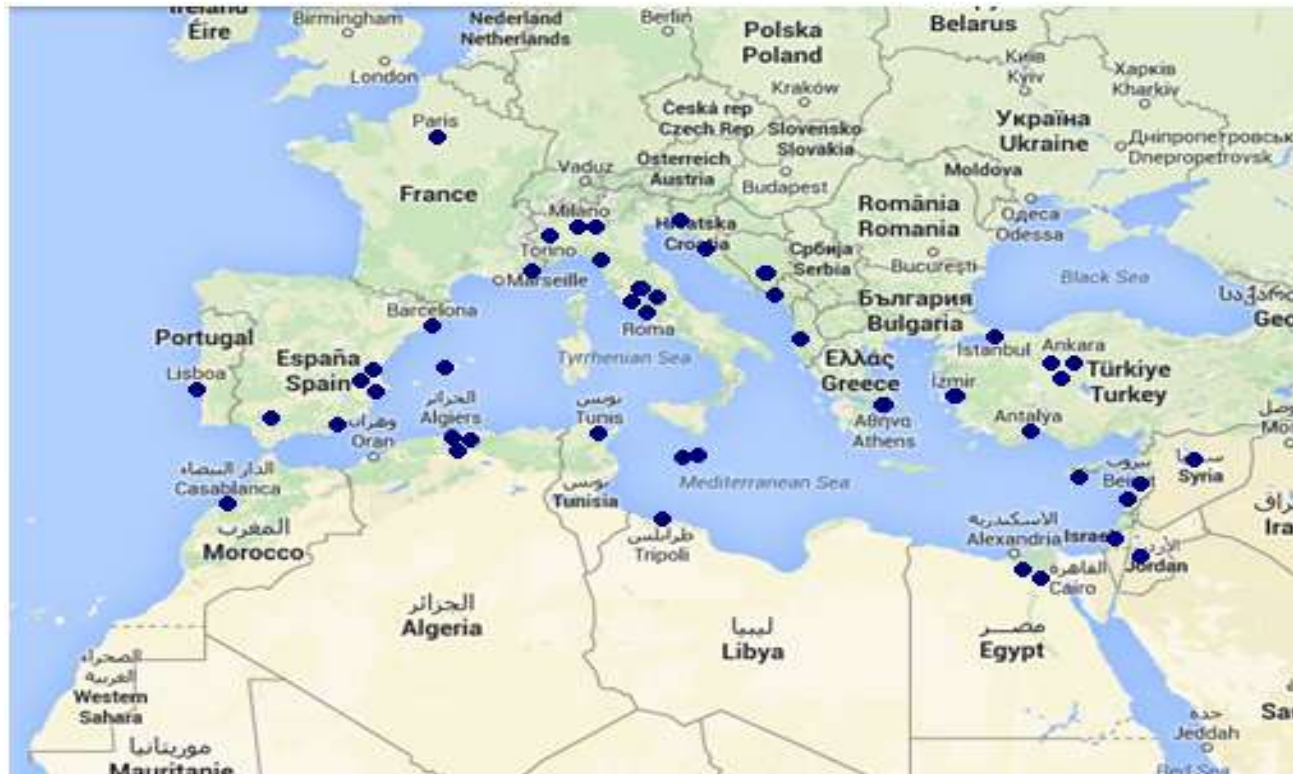 Ireland
Éire
Birmingham
London
Nederland
Netherlands
Berlin
Polska
Poland
Belarus
Київ
Kyiv
Харків
Kharkiv
Kraków
Česká rep
Czech Rep
Slovensko
Slovakia
Україна
Ukraine
Дніпропетровськ
Dnepropetrovsk
Paris
Vaduz
Österreich
Austria
Budapest
Moldova
France
România
Romania
Одеса
Odessa
Milano
Hrvatska
Croatia
Torino
Србија
Serbia
București
Marseille
Black Sea
България
Bulgaria
Barcelona
Portugal
Roma
España
Spain
Tyrrhenian Sea
Ελλάς
Greece
Istanbul
Ankara
Türkiye
Turkey
Lisboa
İzmir
الجزائر
Algiers
تونس
Tunis
وهران
Oran
Αθήνα
Athens
Antalya
الدار البيضاء
Casablanca
Mediterranean Sea
تونس
Tunisia
بيروت
Beirut
Syria
المغرب
Morocco
طرابلس
Tripoli
الاسكندرية
Alexandria
Israel
Jordan
القاهرة
Cairo
الجزائر
Algeria
ليبيا
Libya
مصر
Egypt
الصحراء
الغربية
Western
Sahara
موريتانيا
Mauritanie
جدة
Jeddah
Red Sea